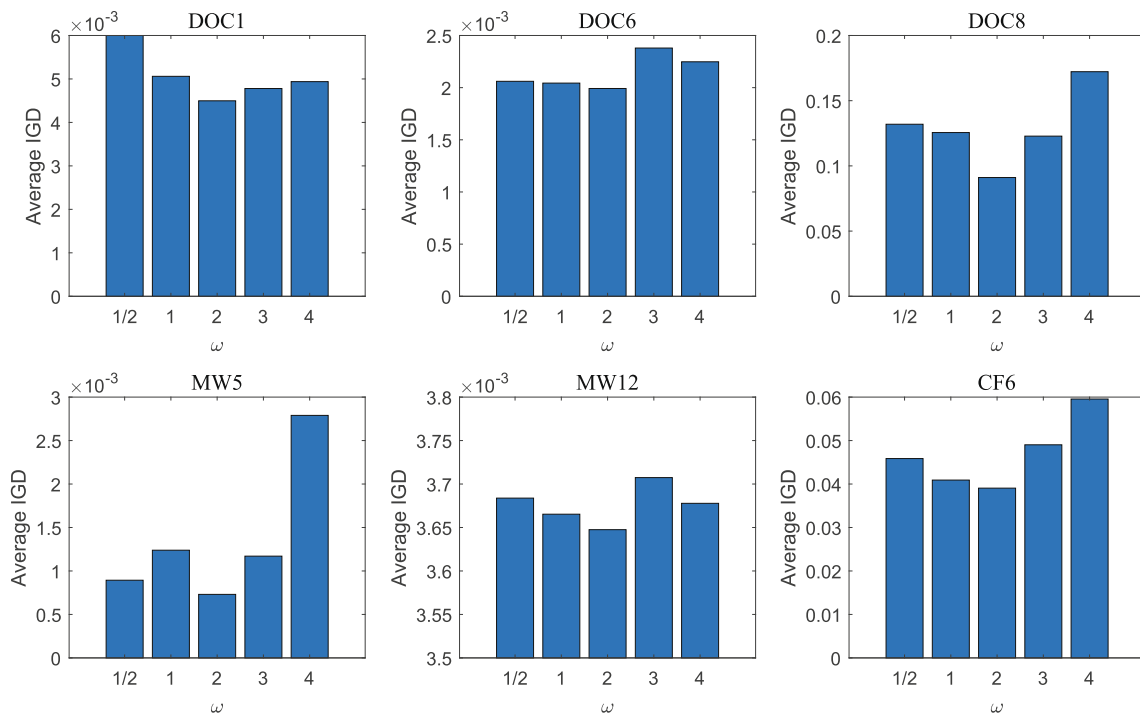 ×10⁻³
DOC1
6
5
4
3
2
1
0
Average IGD
1/2 1 2 3 4
ω
×10⁻³
DOC6
2.5
2
1.5
1
0.5
0
Average IGD
1/2 1 2 3 4
ω
DOC8
0.2
0.15
0.1
0.05
0
Average IGD
1/2 1 2 3 4
ω
×10⁻³
MW5
3
2.5
2
1.5
1
0.5
0
Average IGD
1/2 1 2 3 4
ω
×10⁻³
MW12
3.8
3.75
3.7
3.65
3.6
3.55
3.5
Average IGD
1/2 1 2 3 4
ω
CF6
0.06
0.05
0.04
0.03
0.02
0.01
0
Average IGD
1/2 1 2 3 4
ω